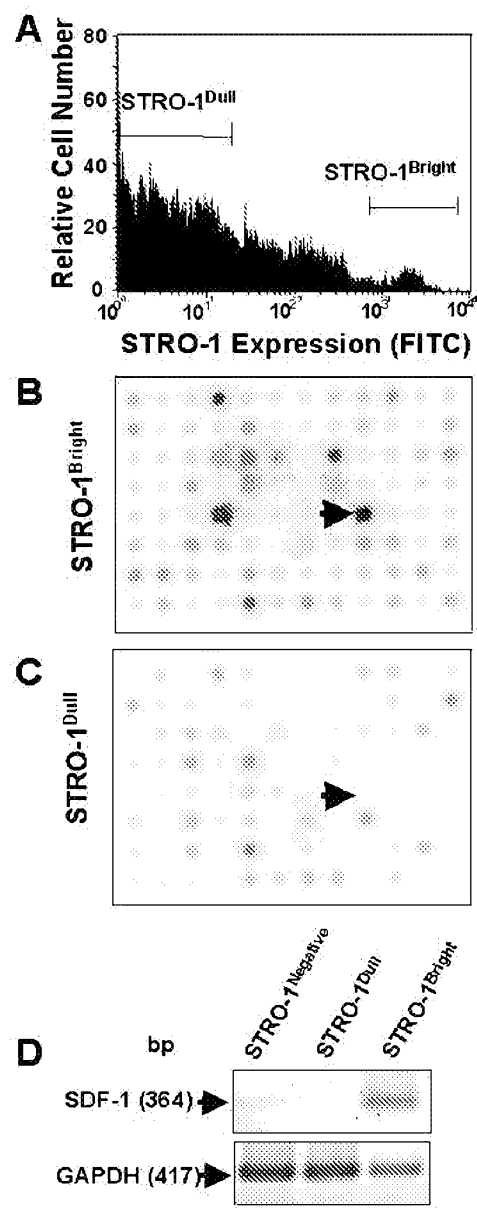 A
Relative Cell Number
80
60
40
20
0
STRO-1Dull
STRO-1Bright
10⁰ 10¹ 10² 10³ 10⁴
STRO-1 Expression (FITC)
B
STRO-1Bright
C
STRO-1Dull
D
bp
STRO-1Negative
STRO-1Dull
STRO-1Bright
SDF-1 (364)
GAPDH (417)